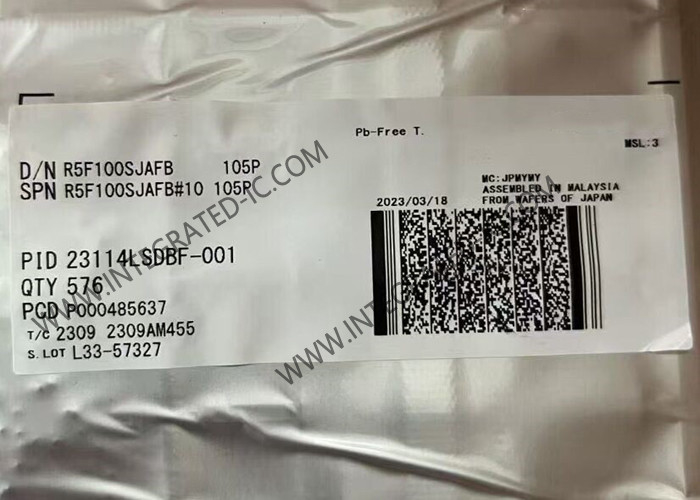 Pb-Free T.
MSL:3
D/N R5F100SJAFB 105P
SPN R5F100SJAFB#10 105P
MC:JPMYMY
ASSEMBLED IN MALAYSIA
FROM WAFERS OF JAPAN
2023/03/18
PID 23114LSDBF-001
QTY 576
PCD P000485637
T/C 2309 2309AM455
S. LOT L33-57327
WWW.INTEGRATED-IC.COM
WWW.INTEGRATED-IC.COM